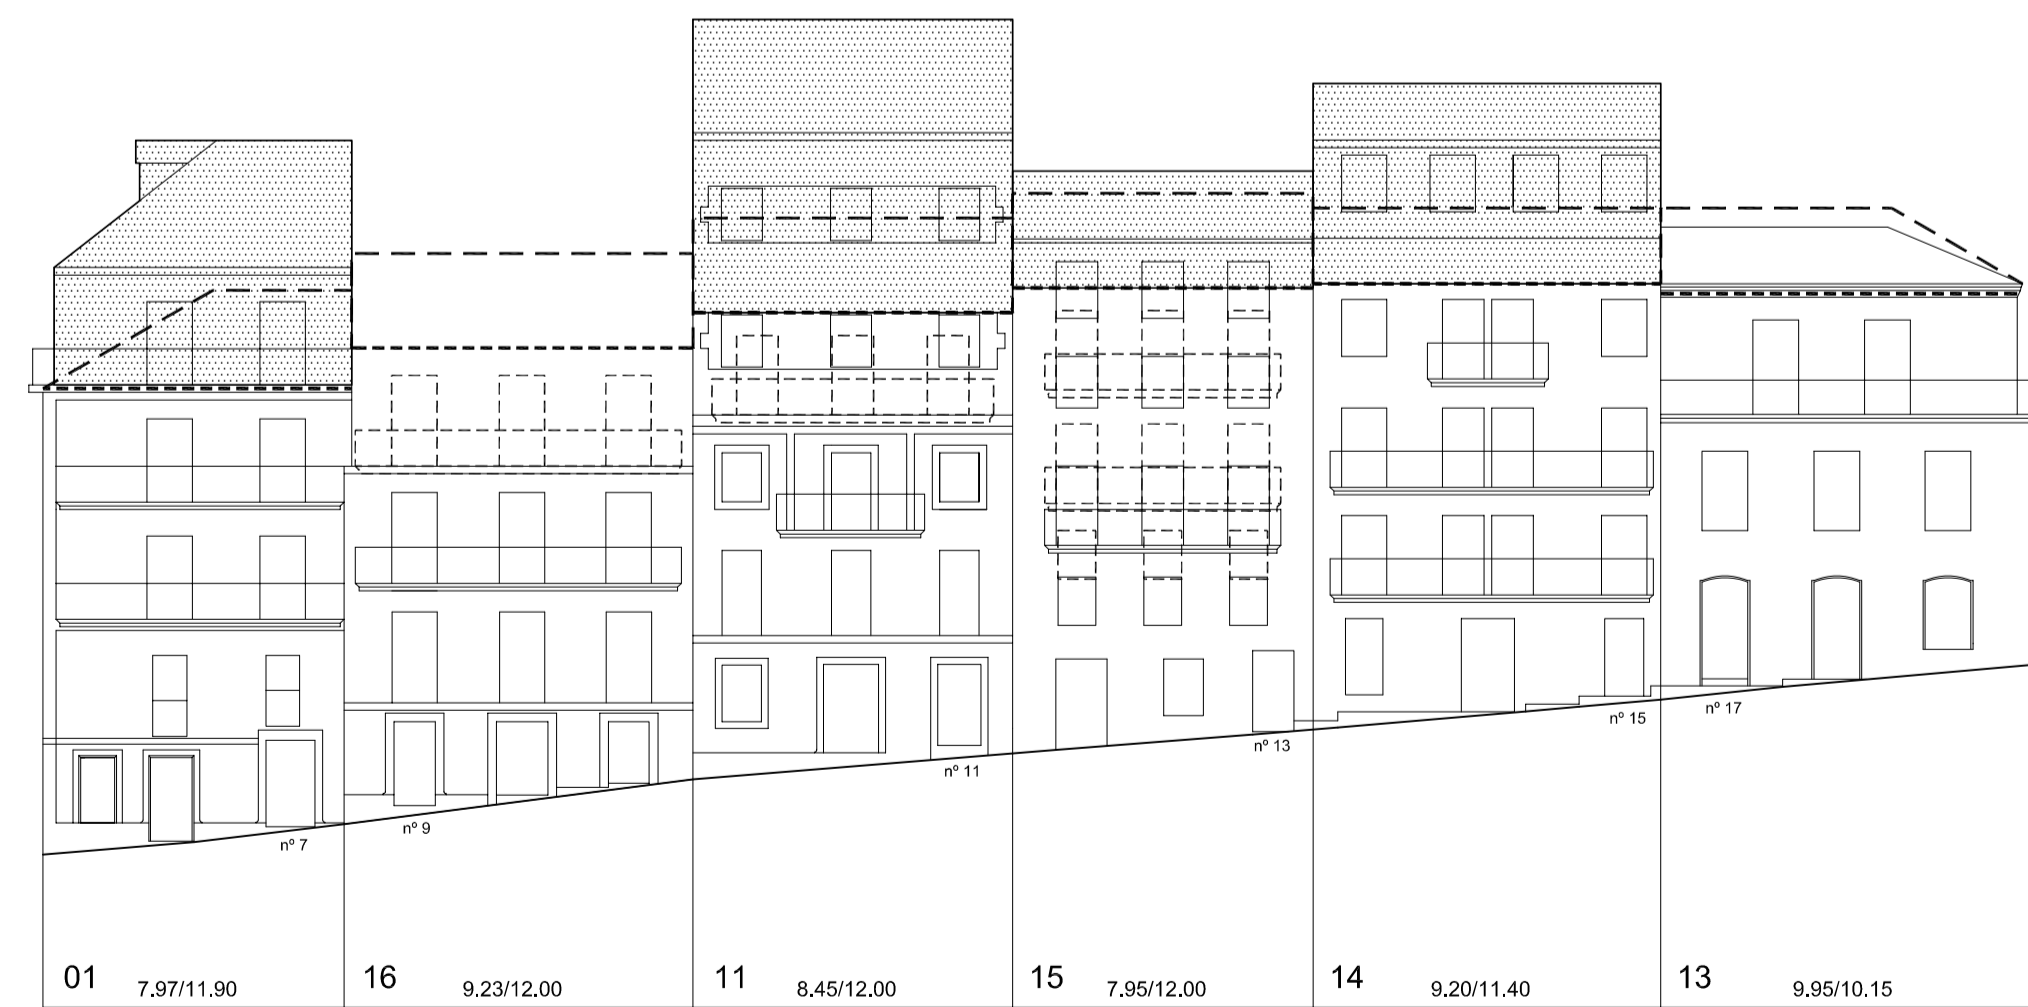 nº 7
nº 9
nº 11
nº 13
nº 15
nº 17
01 7.97/11.90
16 9.23/12.00
11 8.45/12.00
15 7.95/12.00
14 9.20/11.40
13 9.95/10.15